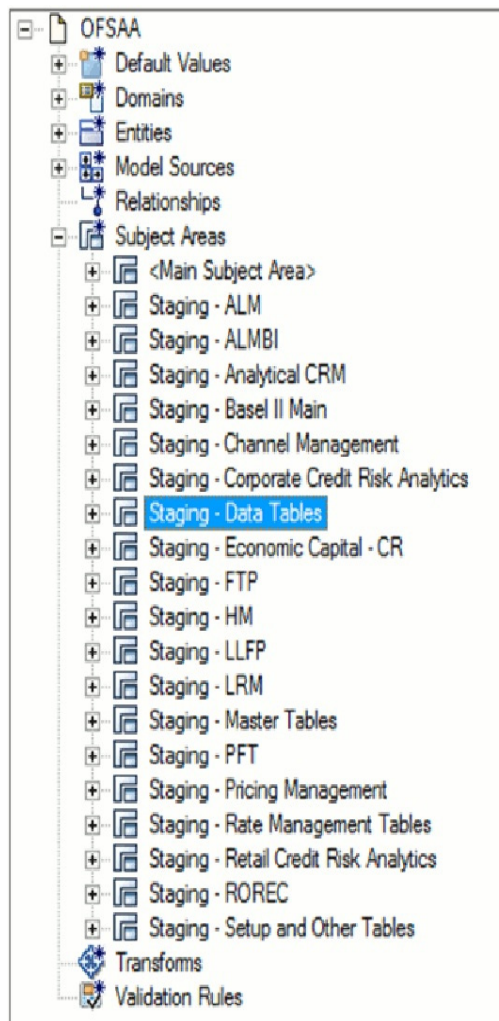 OFSAA
Default Values
Domains
Entities
Model Sources
Relationships
Subject Areas
<Main Subject Area>
Staging - ALM
Staging - ALMBI
Staging - Analytical CRM
Staging - Basel II Main
Staging - Channel Management
Staging - Corporate Credit Risk Analytics
Staging - Data Tables
Staging - Economic Capital - CR
Staging - FTP
Staging - HM
Staging - LLFP
Staging - LRM
Staging - Master Tables
Staging - PFT
Staging - Pricing Management
Staging - Rate Management Tables
Staging - Retail Credit Risk Analytics
Staging - ROREC
Staging - Setup and Other Tables
Transforms
Validation Rules